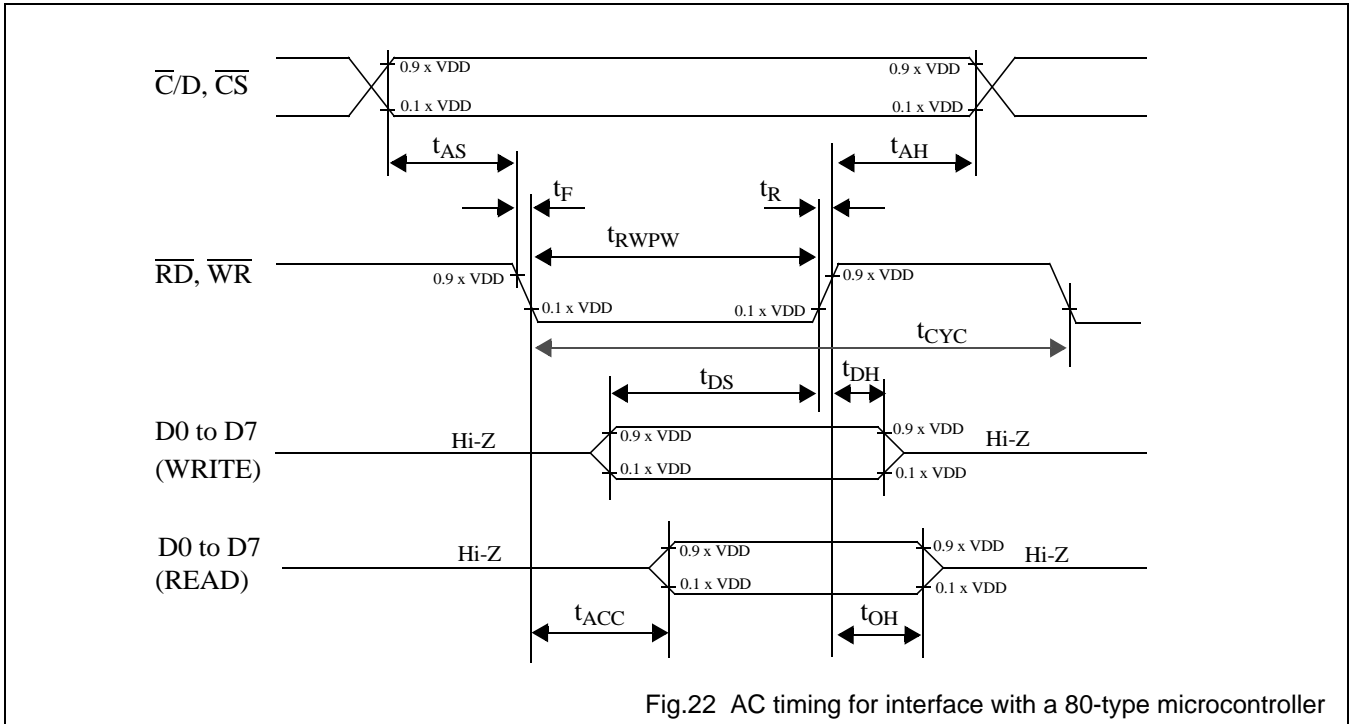 C̅/D, C̅S̅
0.9 x VDD
0.9 x VDD
0.1 x VDD
0.1 x VDD
tAS
tAH
tF
tR
tRWPW
R̅D̅, W̅R̅
0.9 x VDD
0.9 x VDD
0.1 x VDD
0.1 x VDD
tCYC
tDS
tDH
D0 to D7
(WRITE)
Hi-Z
0.9 x VDD
0.9 x VDD
Hi-Z
0.1 x VDD
0.1 x VDD
D0 to D7
(READ)
Hi-Z
0.9 x VDD
0.9 x VDD
Hi-Z
0.1 x VDD
0.1 x VDD
tACC
tOH
Fig.22 AC timing for interface with a 80-type microcontroller